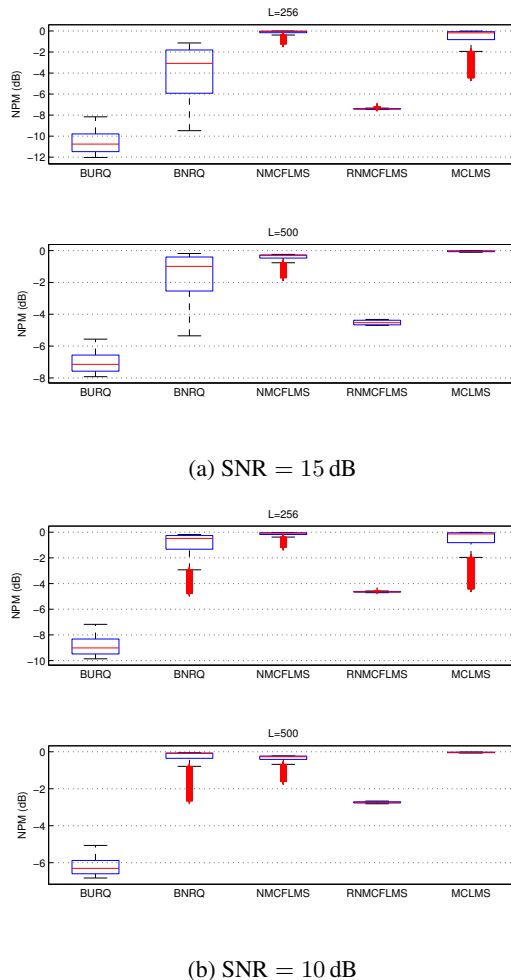 L=256
NPM (dB)
0
−2
−4
−6
−8
−10
−12
BURQ BNRQ NMCFLMS RNMCFLMS MCLMS
L=500
NPM (dB)
0
−2
−4
−6
−8
BURQ BNRQ NMCFLMS RNMCFLMS MCLMS
(a) SNR = 15 dB
L=256
NPM (dB)
0
−2
−4
−6
−8
−10
BURQ BNRQ NMCFLMS RNMCFLMS MCLMS
L=500
NPM (dB)
0
−2
−4
−6
BURQ BNRQ NMCFLMS RNMCFLMS MCLMS
(b) SNR = 10 dB